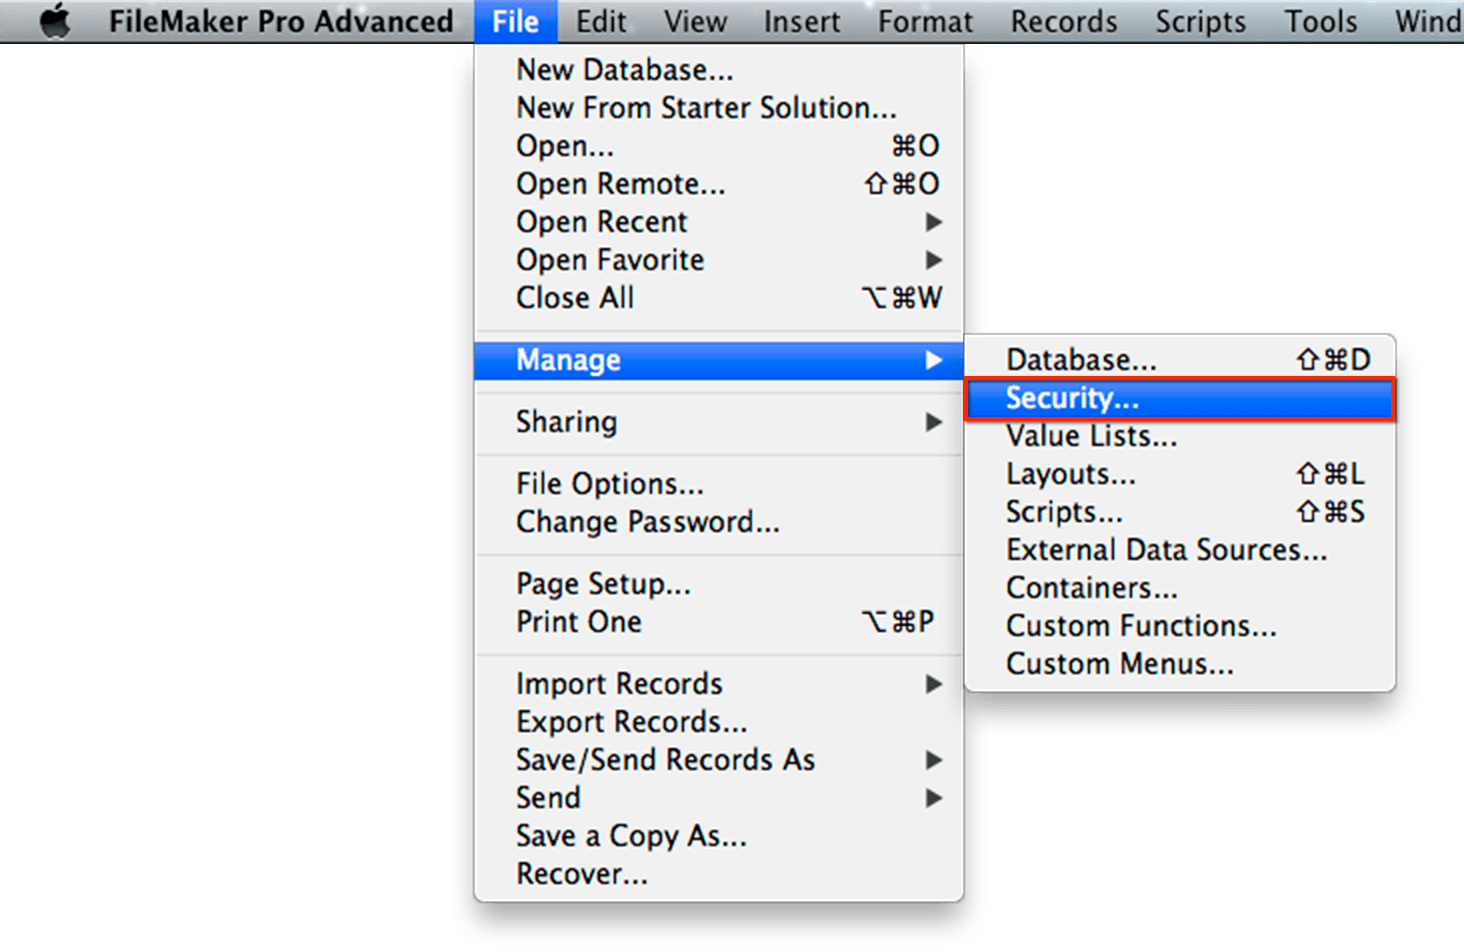 FileMaker Pro Advanced File Edit View Insert Format Records Scripts Tools Wind
New Database...
New From Starter Solution...
Open... ⌘O
Open Remote... ⇧⌘O
Open Recent ▶
Open Favorite ▶
Close All ⌥⌘W
Manage ▶
Sharing ▶
File Options...
Change Password...
Page Setup...
Print One ⌥⌘P
Import Records ▶
Export Records...
Save/Send Records As ▶
Send ▶
Save a Copy As...
Recover...
Database... ⇧⌘D
Security...
Value Lists...
Layouts... ⇧⌘L
Scripts... ⇧⌘S
External Data Sources...
Containers...
Custom Functions...
Custom Menus...